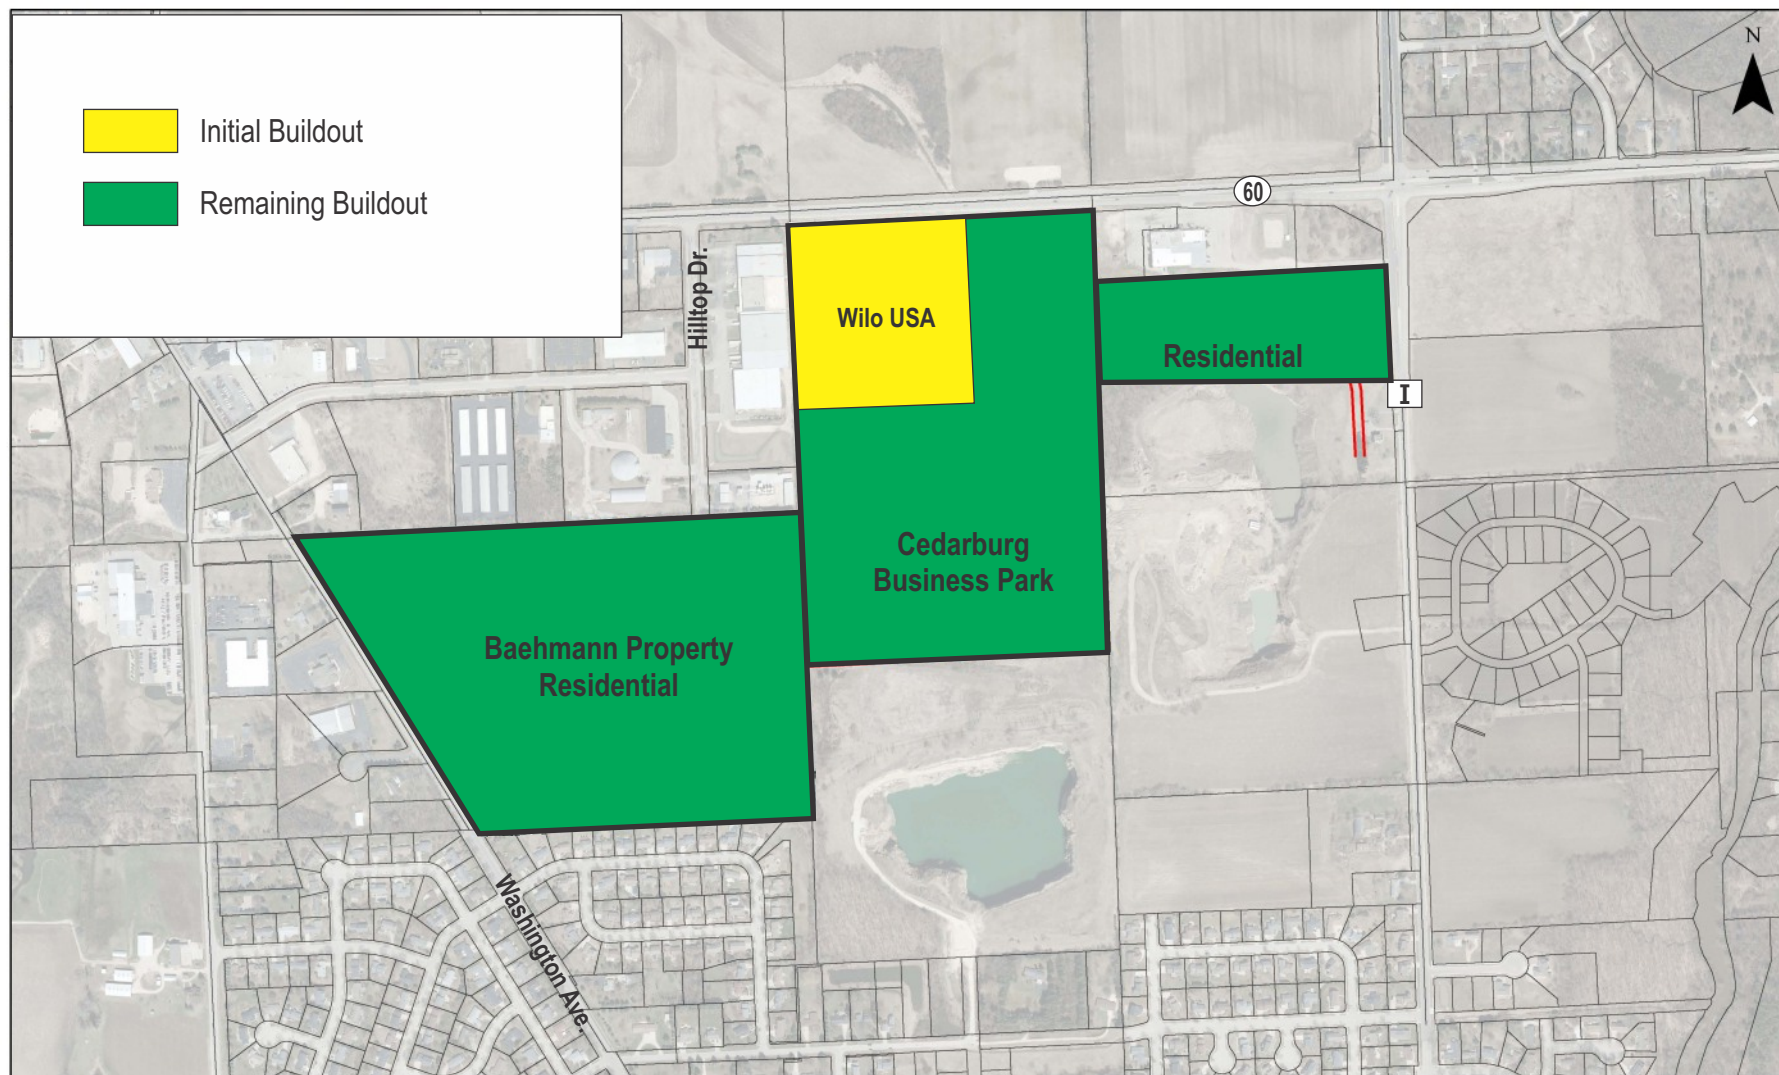 Initial Buildout
Remaining Buildout
N
60
Hilltop Dr.
Wilo USA
Residential
I
Cedarburg
Business Park
Baehmann Property
Residential
Washington Ave.